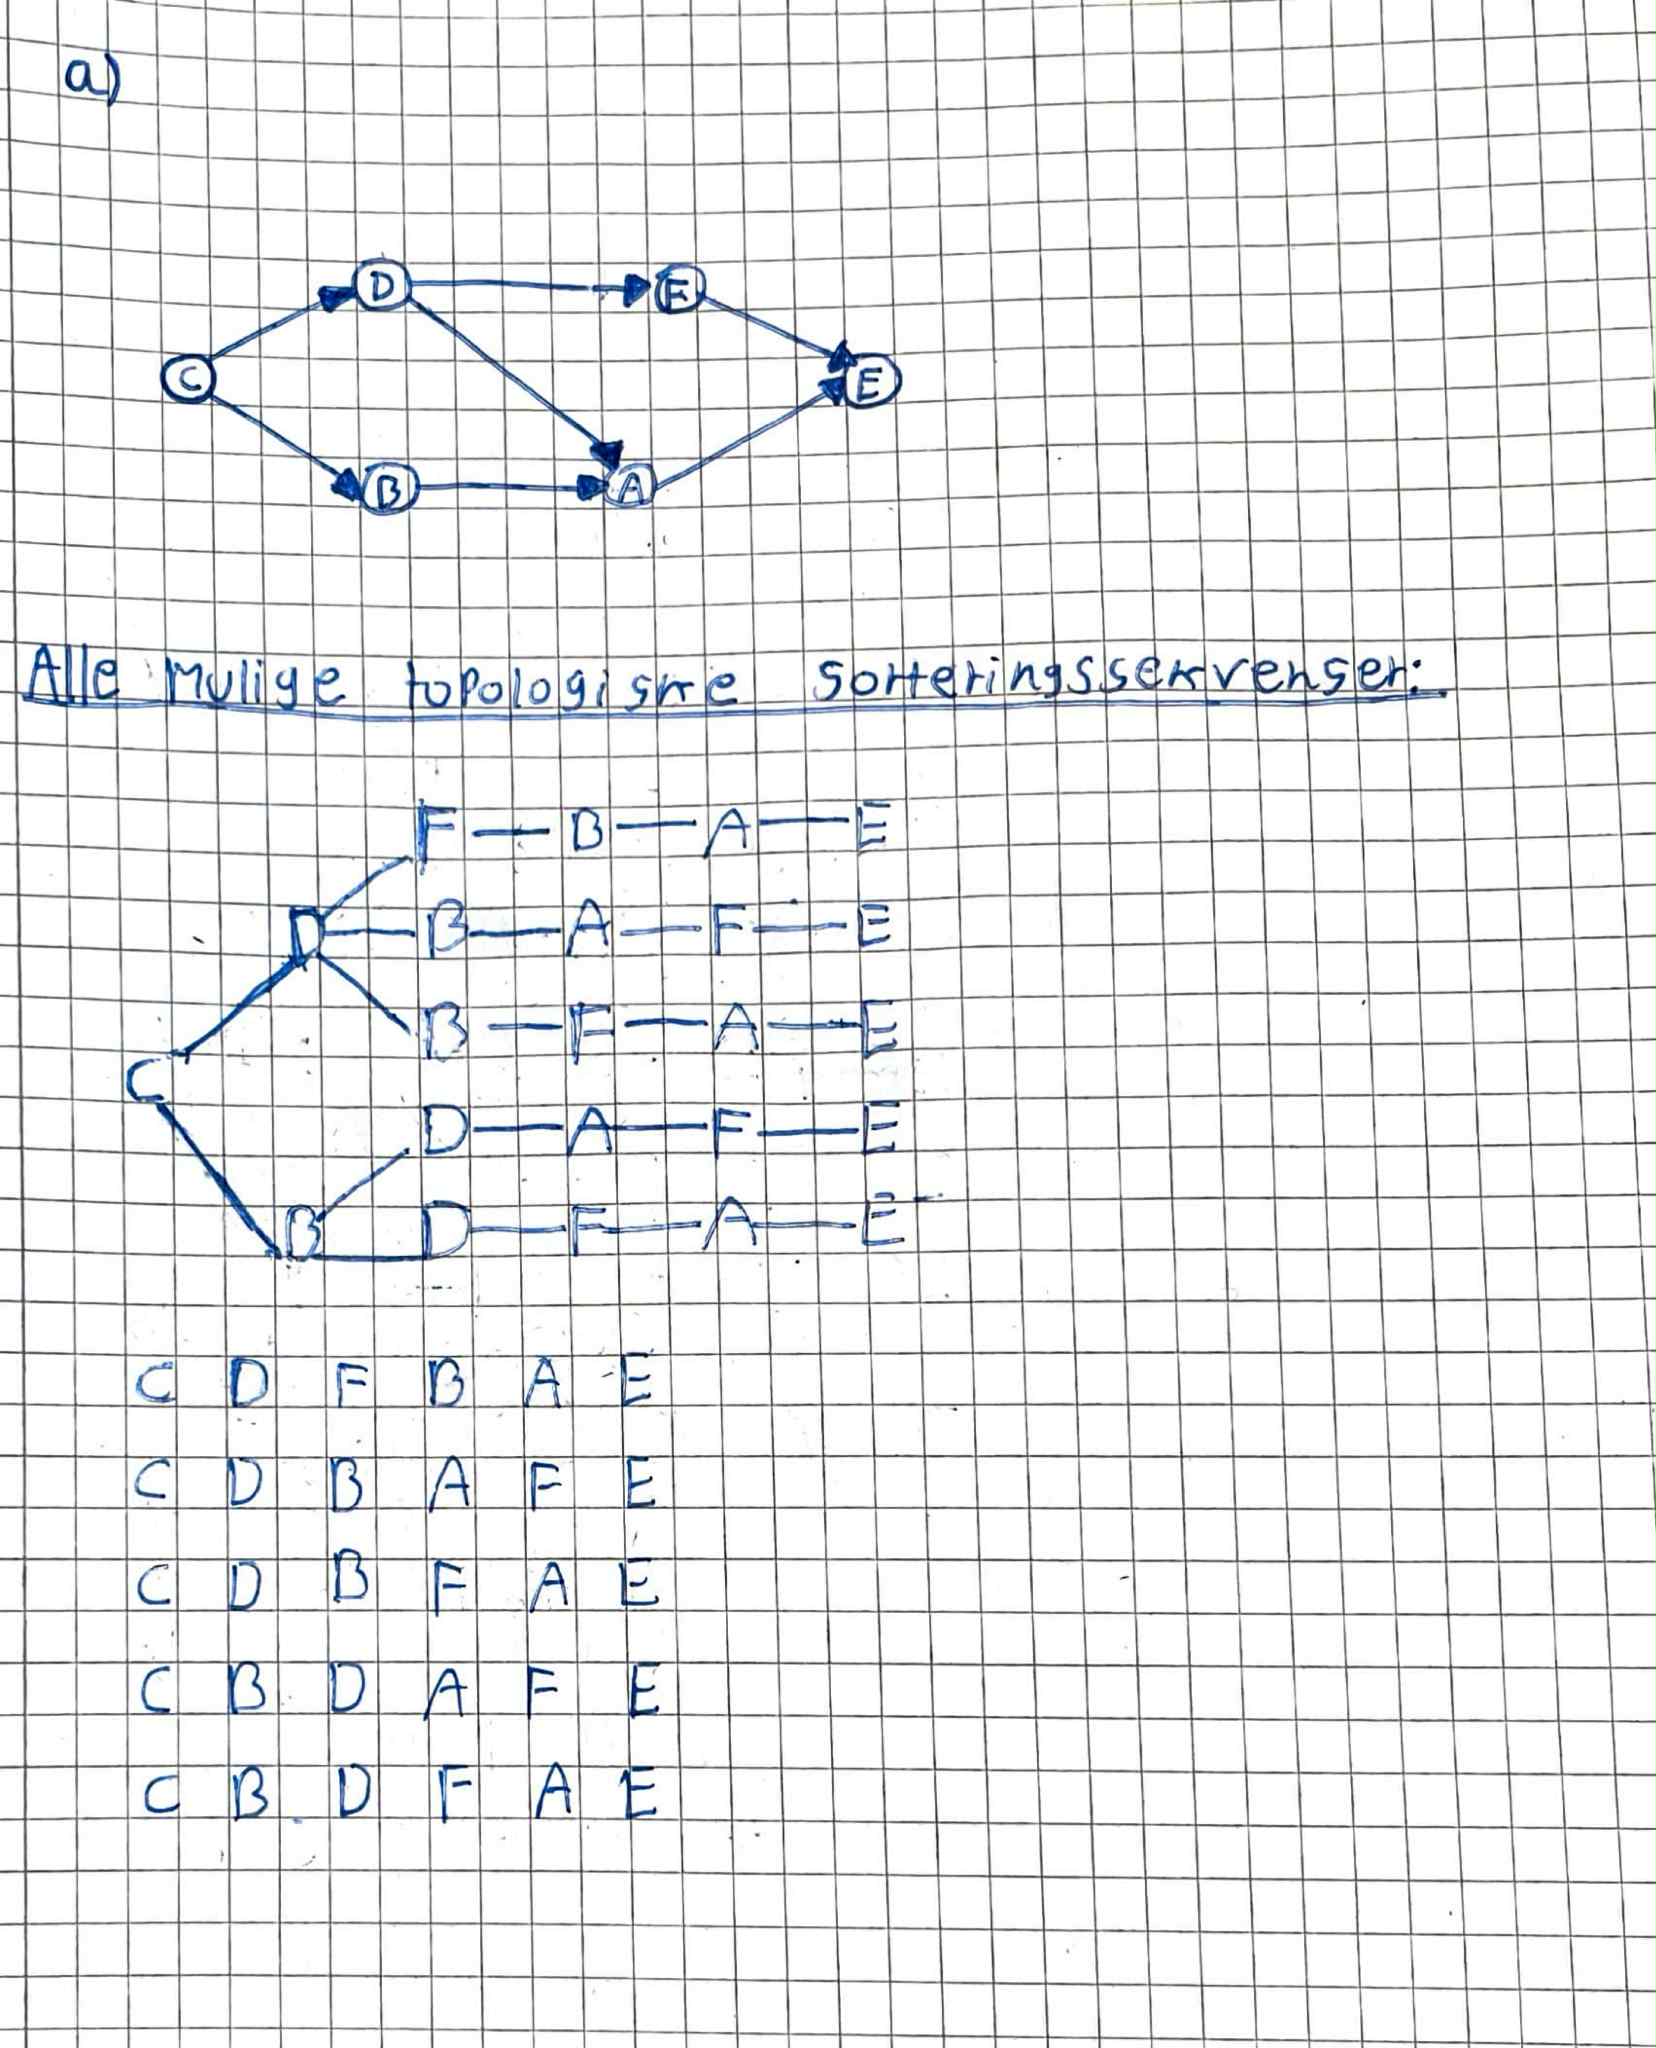 a)
D F
C E
B A
Alle mulige topologiske sorteringssekvenser:
F — B — A — E
D — B — A — F — E
B — F — A — E
C
D — A — F — E
B D — F — A — E
C D F B A E
C D B A F E
C D B F A E
C B D A F E
C B D F A E